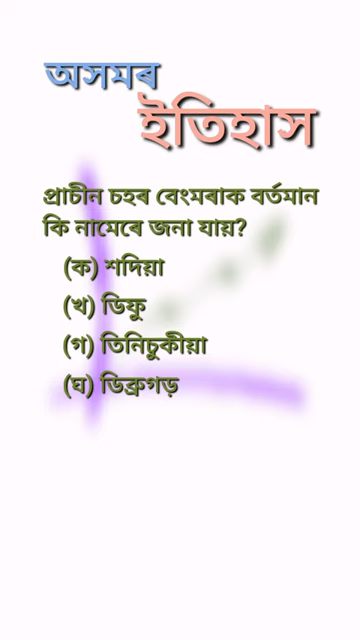 অসমৰ
ইতিহাস
প্ৰাচীন চহৰ বেংমৰাক বৰ্তমান
কি নামেৰে জনা যায়?
(ক) শদিয়া
(খ) ডিফু
(গ) তিনিচুকীয়া
(ঘ) ডিব্ৰুগড়